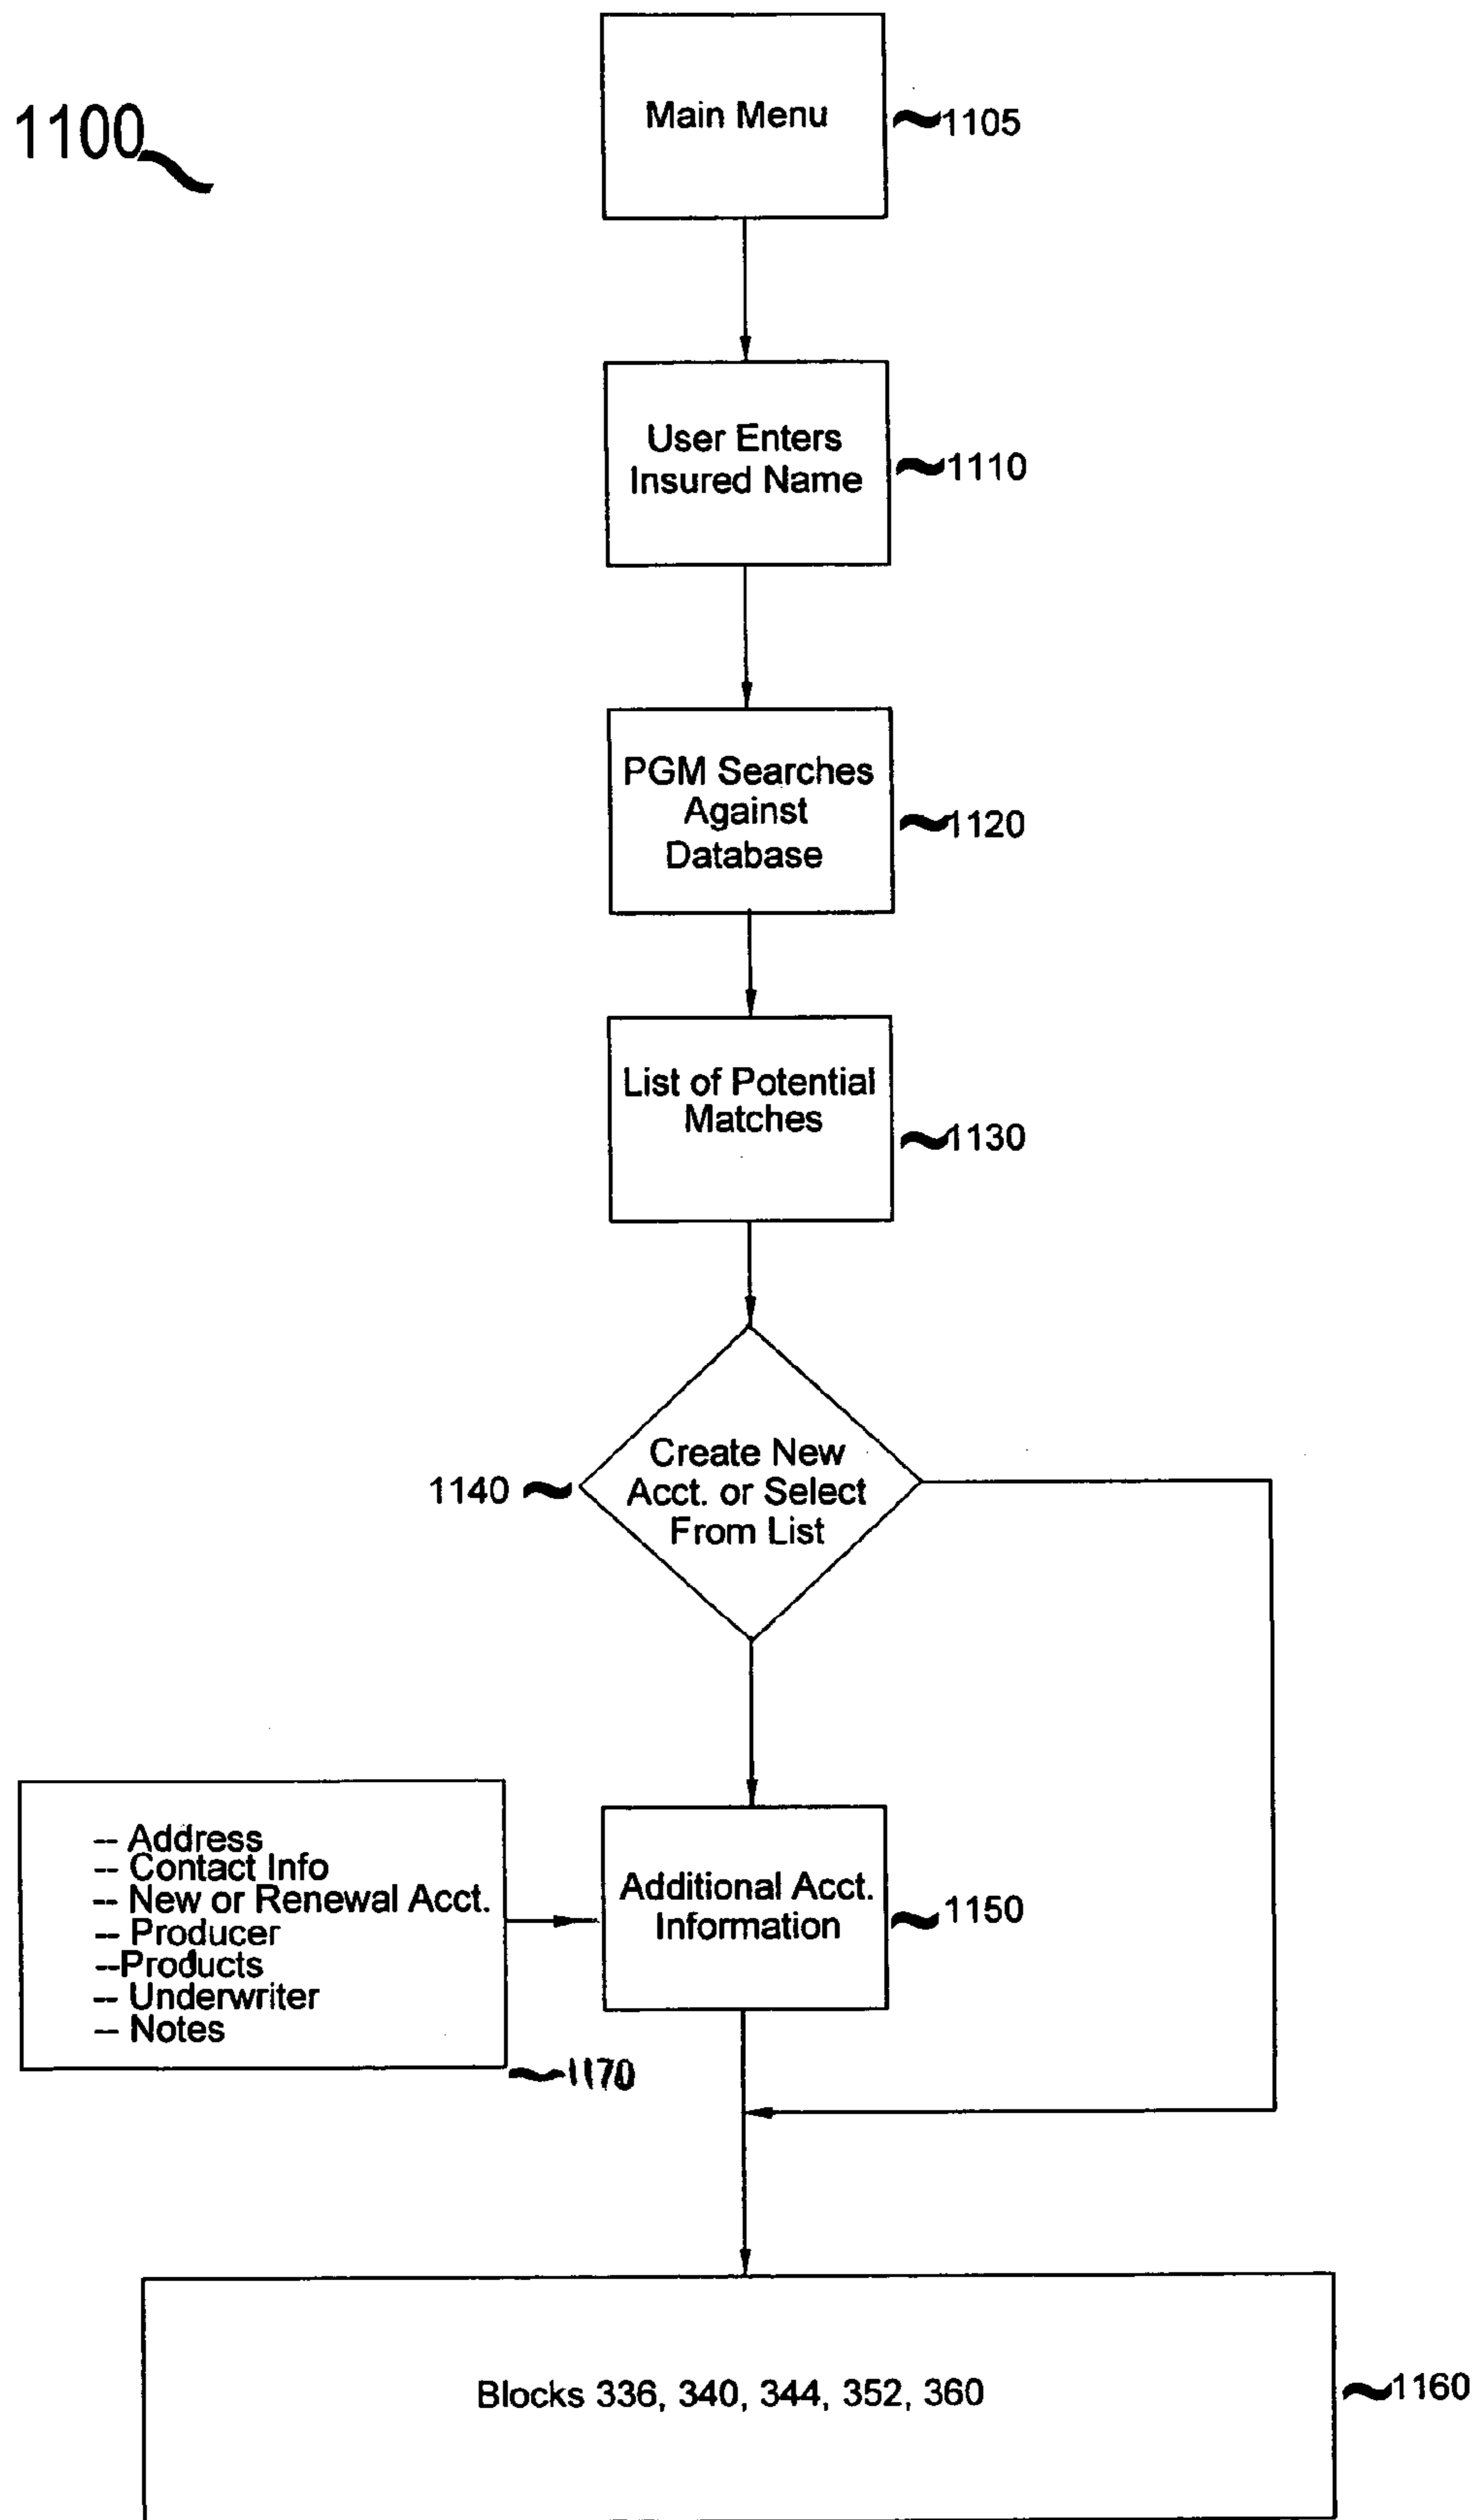 1100
Main Menu
1105
User Enters
Insured Name
1110
PGM Searches
Against
Database
1120
List of Potential
Matches
1130
Create New
Acct. or Select
From List
1140
-- Address
-- Contact Info
-- New or Renewal Acct.
-- Producer
--Products
-- Underwriter
-- Notes
1170
Additional Acct.
Information
1150
Blocks 336, 340, 344, 352, 360
1160